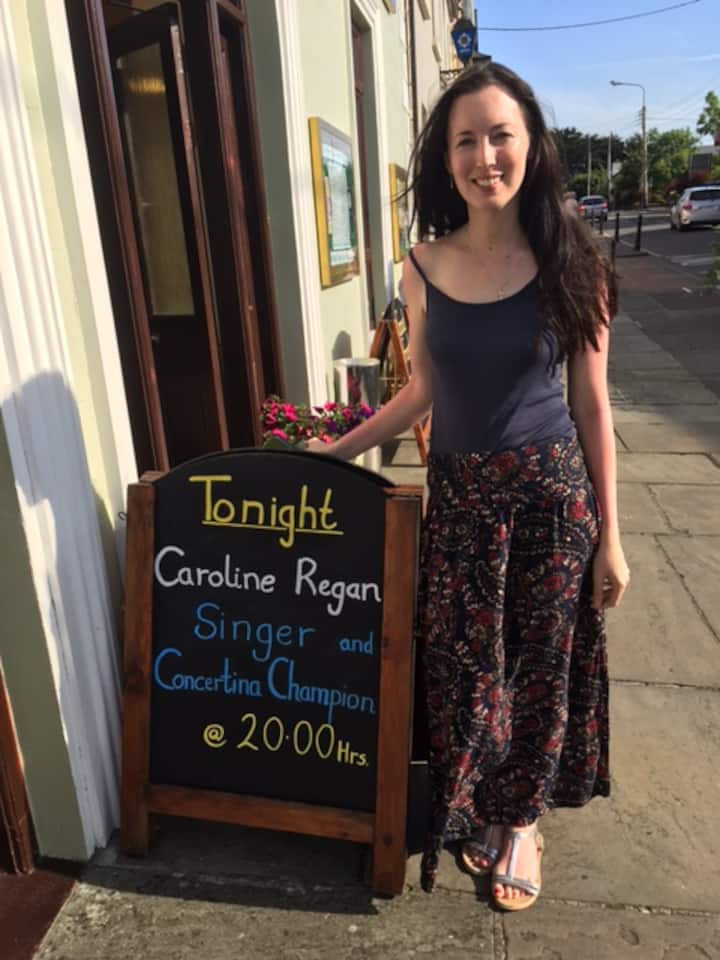 Tonight
Caroline Regan
Singer and
Concertina Champion
@ 20.00 Hrs.